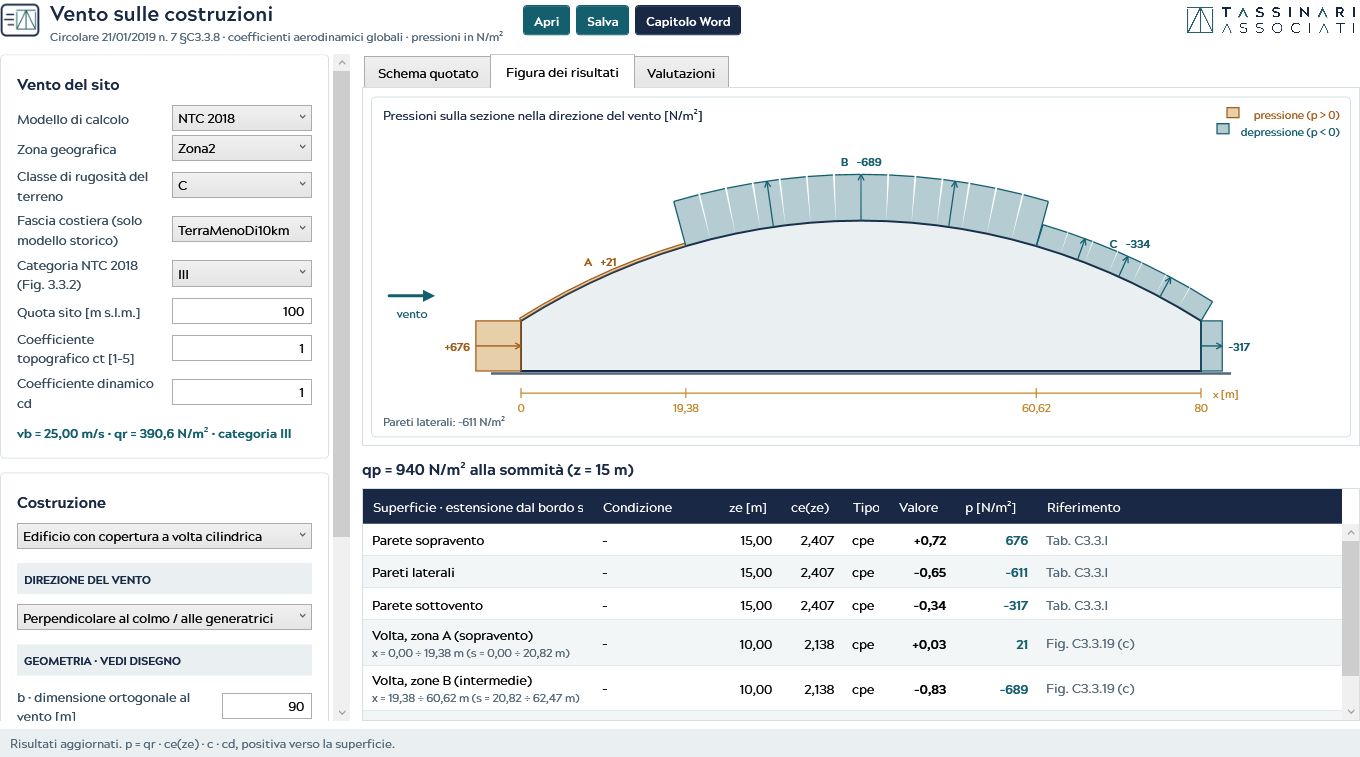 Vento sulle costruzioni
Circolare 21/01/2019 n. 7 §C3.3.8 · coefficienti aerodinamici globali · pressioni in N/m²
Apri
Salva
Capitolo Word
TASSINARI
ASSOCIATI
Vento del sito
Modello di calcolo
NTC 2018
Zona geografica
Zona2
Classe di rugosità del
terreno
C
Fascia costiera (solo
modello storico)
TerraMenoDi10km
Categoria NTC 2018
(Fig. 3.3.2)
III
Quota sito [m s.l.m.]
100
Coefficiente
topografico ct [1-5]
1
Coefficiente dinamico
cd
1
vb = 25,00 m/s · qr = 390,6 N/m² · categoria III
Costruzione
Edificio con copertura a volta cilindrica
DIREZIONE DEL VENTO
Perpendicolare al colmo / alle generatrici
GEOMETRIA · VEDI DISEGNO
b · dimensione ortogonale al
vento [m]
90
Schema quotato
Figura dei risultati
Valutazioni
Pressioni sulla sezione nella direzione del vento [N/m²]
pressione (p > 0)
depressione (p < 0)
B -689
A +21
C -334
vento
+676
-317
x [m]
0
19,38
60,62
80
Pareti laterali: -611 N/m²
qp = 940 N/m² alla sommità (z = 15 m)
Superficie · estensione dal bordo s Condizione ze [m] ce(ze) Tipo Valore p [N/m²] Riferimento
Parete sopravento - 15,00 2,407 cpe +0,72 676 Tab. C3.3.I
Pareti laterali - 15,00 2,407 cpe -0,65 -611 Tab. C3.3.I
Parete sottovento - 15,00 2,407 cpe -0,34 -317 Tab. C3.3.I
Volta, zona A (sopravento) - 10,00 2,138 cpe +0,03 21 Fig. C3.3.19 (c)
x = 0,00 ÷ 19,38 m (s = 0,00 ÷ 20,82 m)
Volta, zone B (intermedie) - 10,00 2,138 cpe -0,83 -689 Fig. C3.3.19 (c)
x = 19,38 ÷ 60,62 m (s = 20,82 ÷ 62,47 m)
Risultati aggiornati. p = qr · ce(ze) · c · cd, positiva verso la superficie.